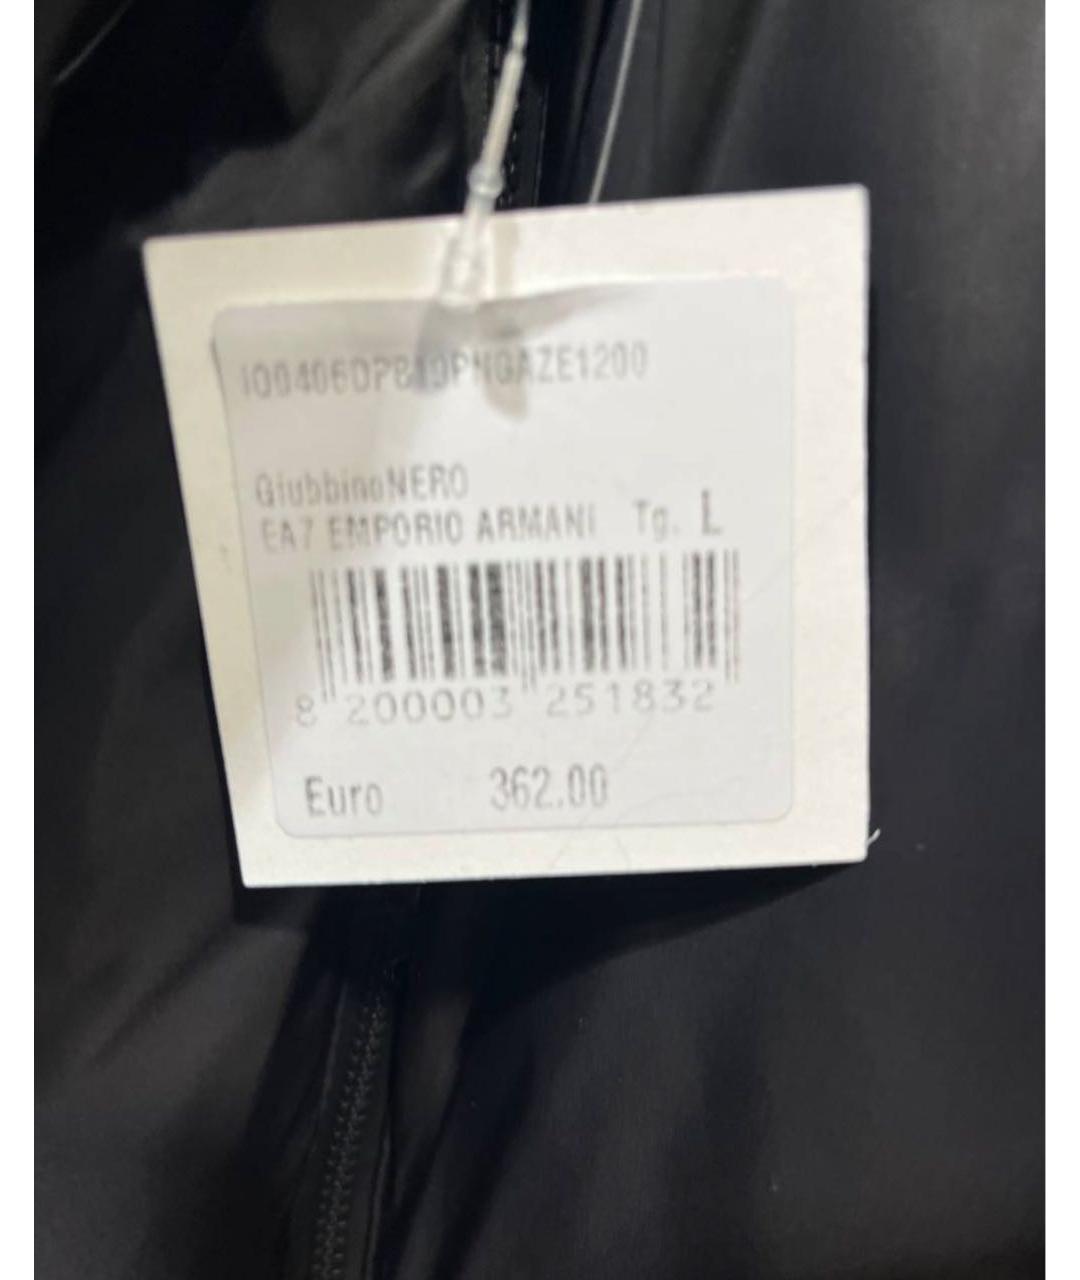 GiubbinoNERO
EA7 EMPORIO ARMANI Tg. L
8 200003 251832
Euro 362.00